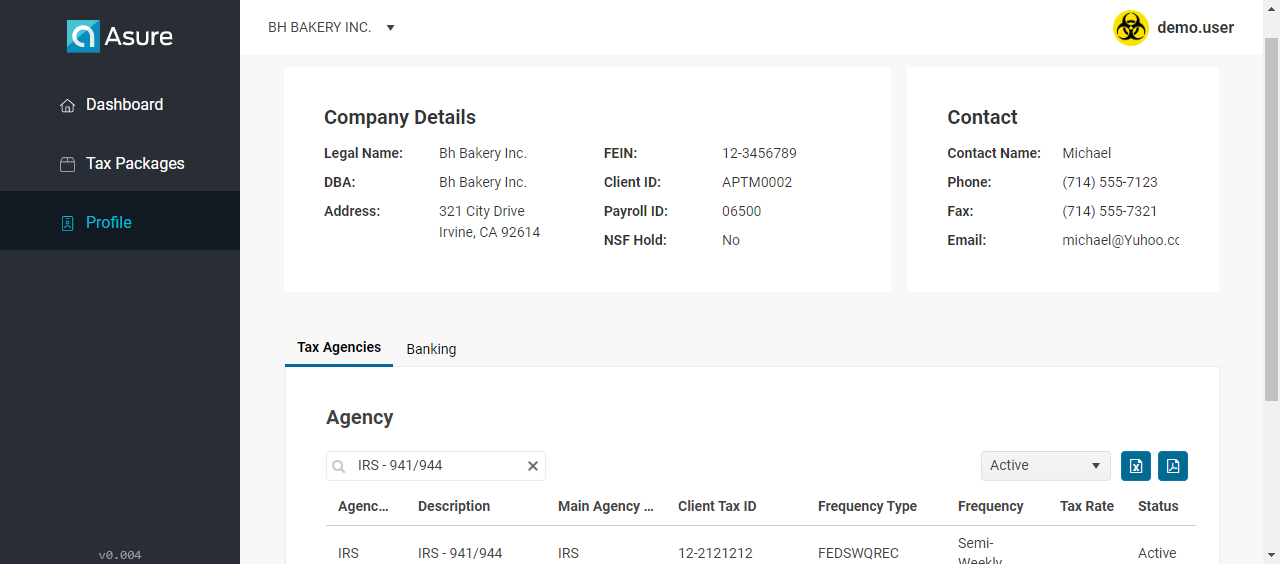 Asure
BH BAKERY INC.
demo.user
Dashboard
Tax Packages
Profile
v0.004
Company Details
Legal Name: Bh Bakery Inc. FEIN: 12-3456789
DBA: Bh Bakery Inc. Client ID: APTM0002
Address: 321 City Drive Payroll ID: 06500
Irvine, CA 92614
NSF Hold: No
Contact
Contact Name: Michael
Phone: (714) 555-7123
Fax: (714) 555-7321
Email: michael@Yuhoo.cc
Tax Agencies Banking
Agency
IRS - 941/944
Active
Agenc... Description Main Agency ... Client Tax ID Frequency Type Frequency Tax Rate Status
IRS IRS - 941/944 IRS 12-2121212 FEDSWQREC Semi-
Weekly
Active